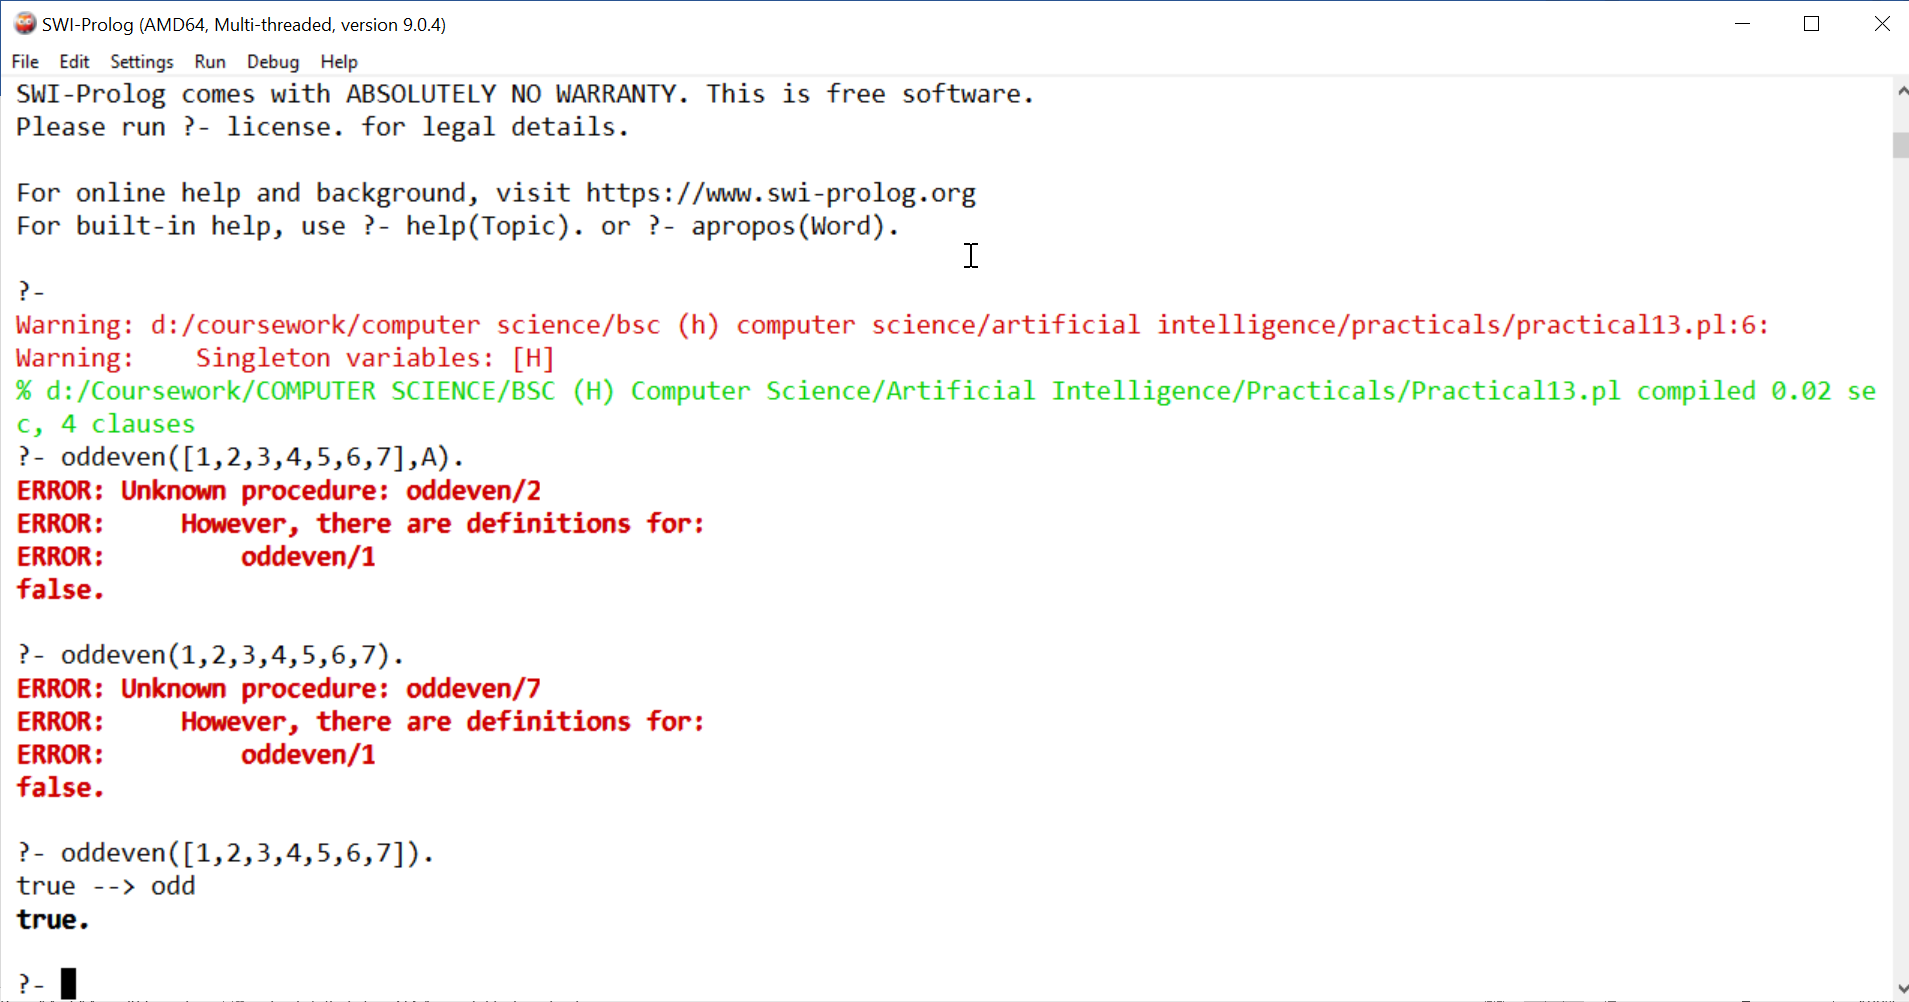 SWI-Prolog (AMD64, Multi-threaded, version 9.0.4)
File Edit Settings Run Debug Help
SWI-Prolog comes with ABSOLUTELY NO WARRANTY. This is free software.
Please run ?- license. for legal details.
For online help and background, visit https://www.swi-prolog.org
For built-in help, use ?- help(Topic). or ?- apropos(Word).
?-
Warning: d:/coursework/computer science/bsc (h) computer science/artificial intelligence/practicals/practical13.pl:6:
Warning:    Singleton variables: [H]
% d:/Coursework/COMPUTER SCIENCE/BSC (H) Computer Science/Artificial Intelligence/Practicals/Practical13.pl compiled 0.02 se
c, 4 clauses
?- oddeven([1,2,3,4,5,6,7],A).
ERROR: Unknown procedure: oddeven/2
ERROR:     However, there are definitions for:
ERROR:         oddeven/1
false.
?- oddeven(1,2,3,4,5,6,7).
ERROR: Unknown procedure: oddeven/7
ERROR:     However, there are definitions for:
ERROR:         oddeven/1
false.
?- oddeven([1,2,3,4,5,6,7]).
true --> odd
true.
?-